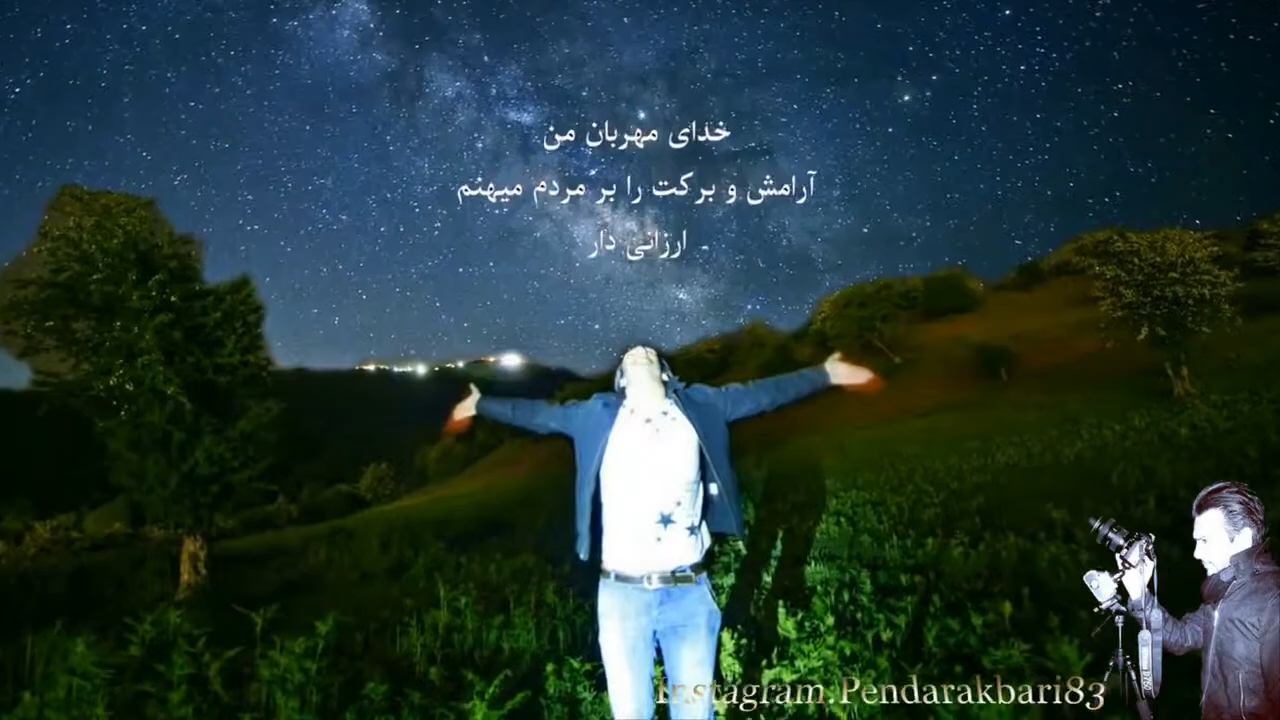 خدای مهربان من
آرامش و برکت را بر مردم میهنم
ارزانی دار
Instagram.Pendarakbari83